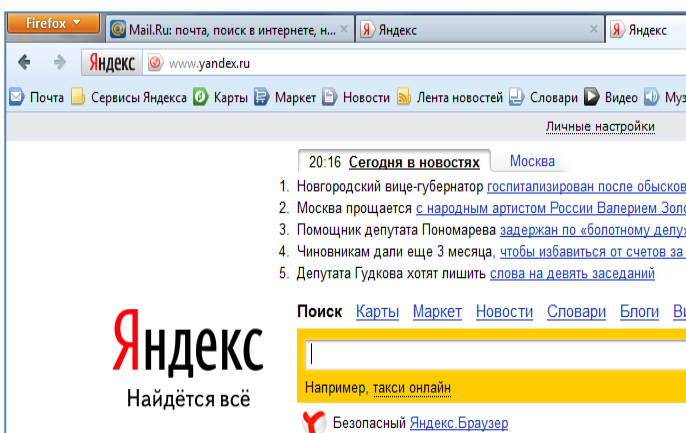 Firefox
Mail.Ru: почта, поиск в интернете, н...
Яндекс
Яндекс
Яндекс www.yandex.ru
Почта Сервисы Яндекса Карты Маркет Новости Лента новостей Словари Видео Муз
Личные настройки
20:16 Сегодня в новостях Москва
1. Новгородский вице-губернатор госпитализирован после обысков
2. Москва прощается с народным артистом России Валерием Золо
3. Помощник депутата Пономарева задержан по «болотному делу»
4. Чиновникам дали еще 3 месяца, чтобы избавиться от счетов за
5. Депутата Гудкова хотят лишить слова на девять заседаний
Поиск Карты Маркет Новости Словари Блоги Ви
Яндекс
Найдётся всё
Например, такси онлайн
Безопасный Яндекс.Браузер